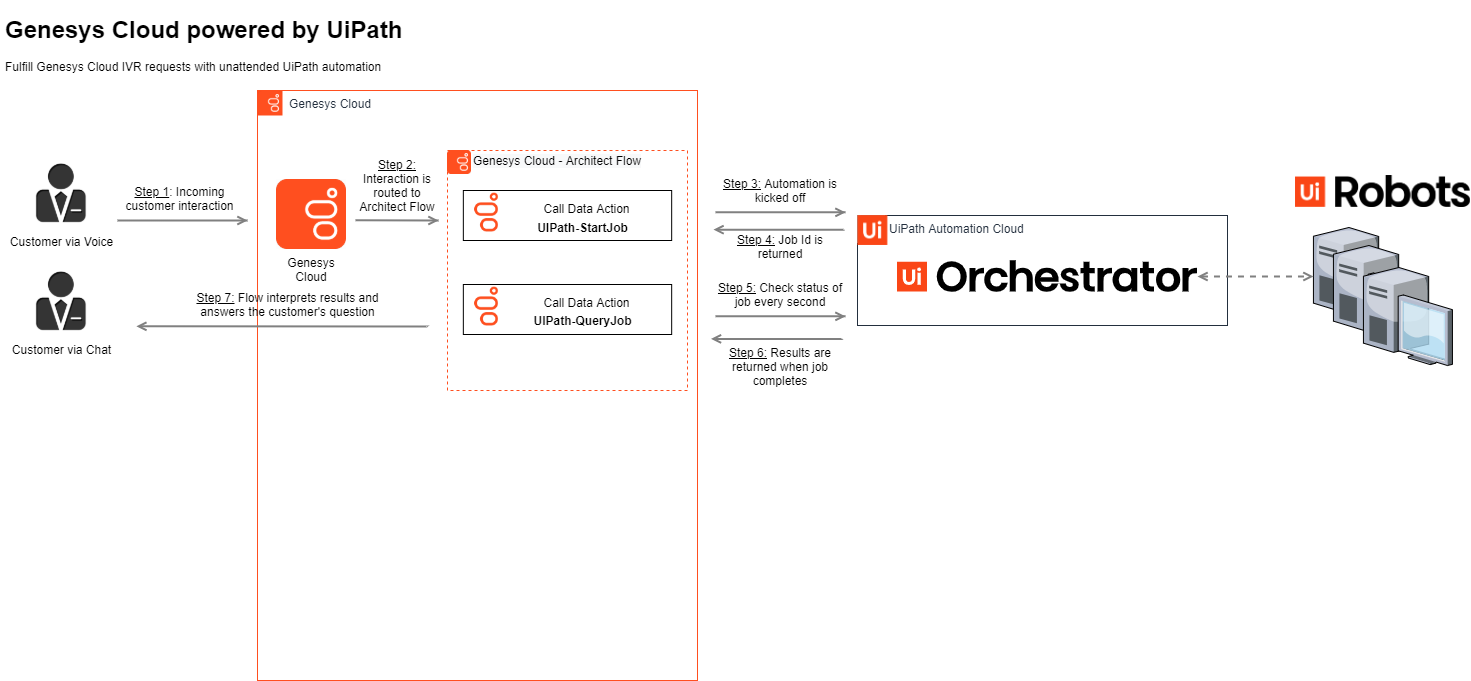 Genesys Cloud powered by UiPath
Fulfill Genesys Cloud IVR requests with unattended UiPath automation
Genesys Cloud
Customer via Voice
Customer via Chat
Step 1: Incoming
customer interaction
Genesys
Cloud
Step 2:
Interaction is
routed to
Architect Flow
Genesys Cloud - Architect Flow
Call Data Action
UIPath-StartJob
Call Data Action
UIPath-QueryJob
Step 3: Automation is
kicked off
Step 4: Job Id is
returned
Step 5: Check status of
job every second
Step 6: Results are
returned when job
completes
Step 7: Flow interprets results and
answers the customer's question
Ui UiPath Automation Cloud
Ui Orchestrator
Ui Robots